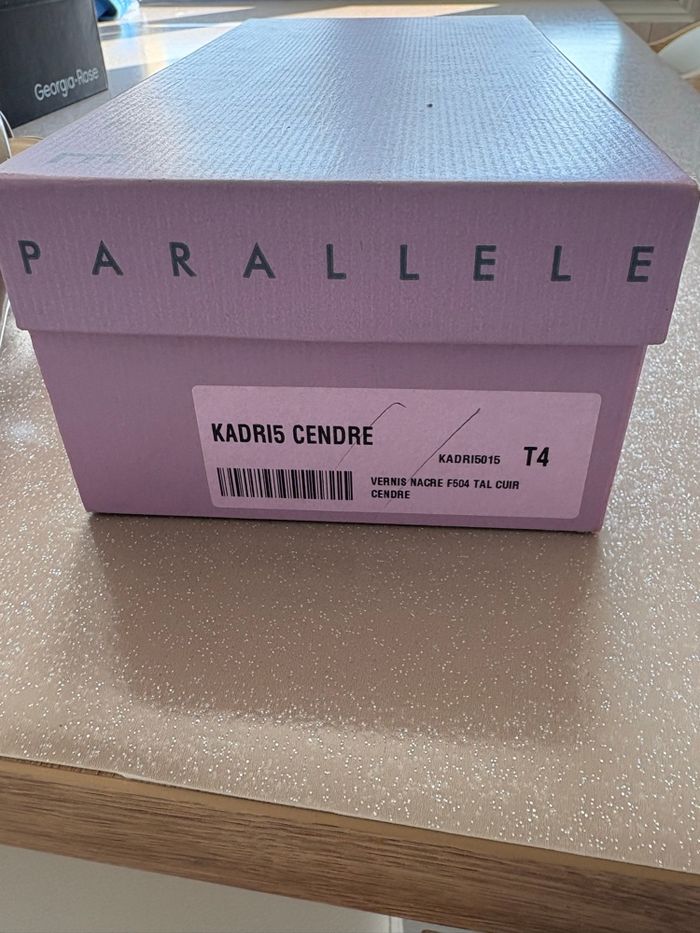 Georgia-Rose
PARALLELE
KADRI5 CENDRE
KADRI5015 T4
VERNIS NACRE F504 TAL CUIR
CENDRE